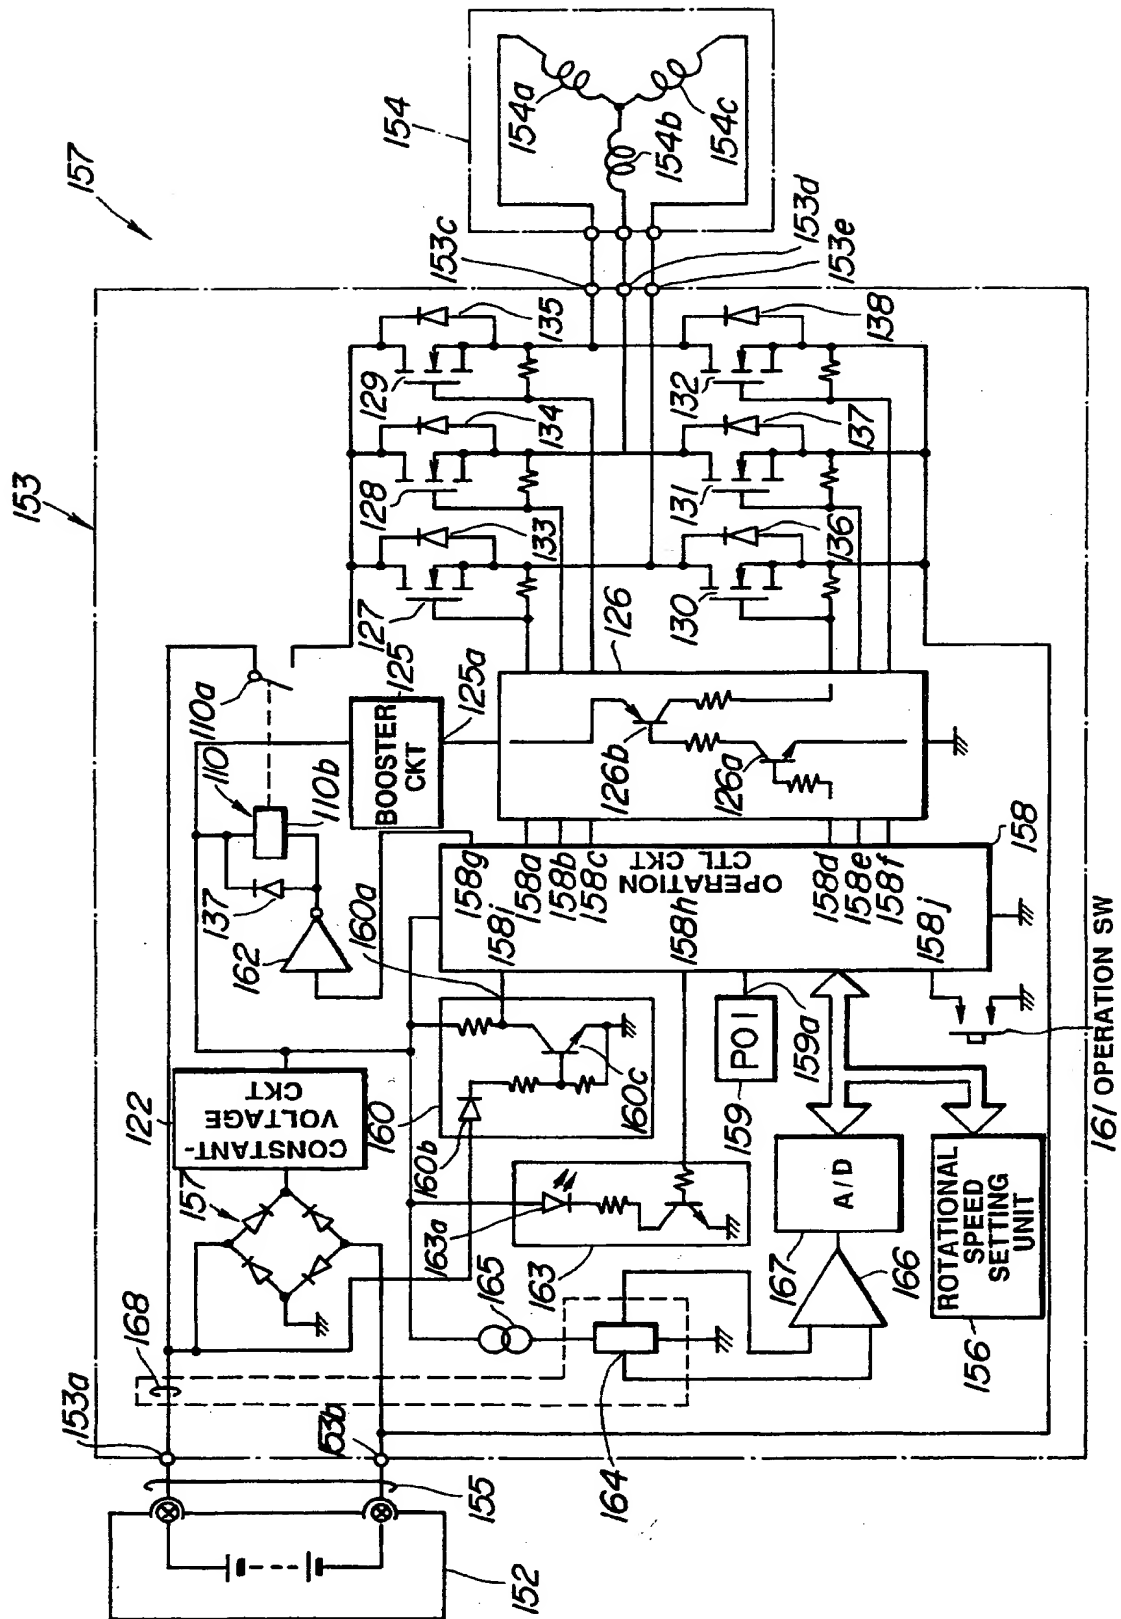 157
153
154
154a
154b
154c
153c
153d
153e
135
129
138
132
134
128
137
131
133
127
136
130
110a
110
110b
125
BOOSTER
CKT
125a
126
126b
126a
137
162
160a
158g
158i
158a
158b
158c
158h
158d
158e
158f
158j
OPERATION
CTL CKT
158
122
CONSTANT-
VOLTAGE
CKT
157
160
160b
160c
163a
163
159
POI
159a
161 OPERATION SW
168
165
164
167
A/D
166
156
ROTATIONAL
SPEED
SETTING
UNIT
153a
153b
155
152